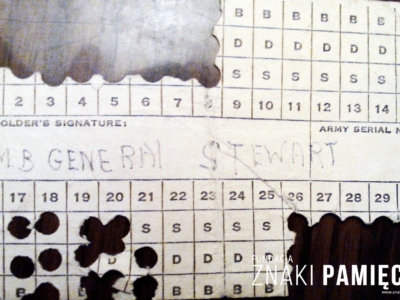 B B B B B B
D D D D D D
S S S S S S
2 3 4 5 6 7 8 9 10 11 12 13 14
OLDER'S SIGNATURE: ARMY SERIAL N
M.B GENERAL STEWART
17 18 19 20 21 22 23 24 25 26 27 28 29
S S S S S
D D D D D D
B B B B B
FUNDACJA
ZNAKI PAMIĘC